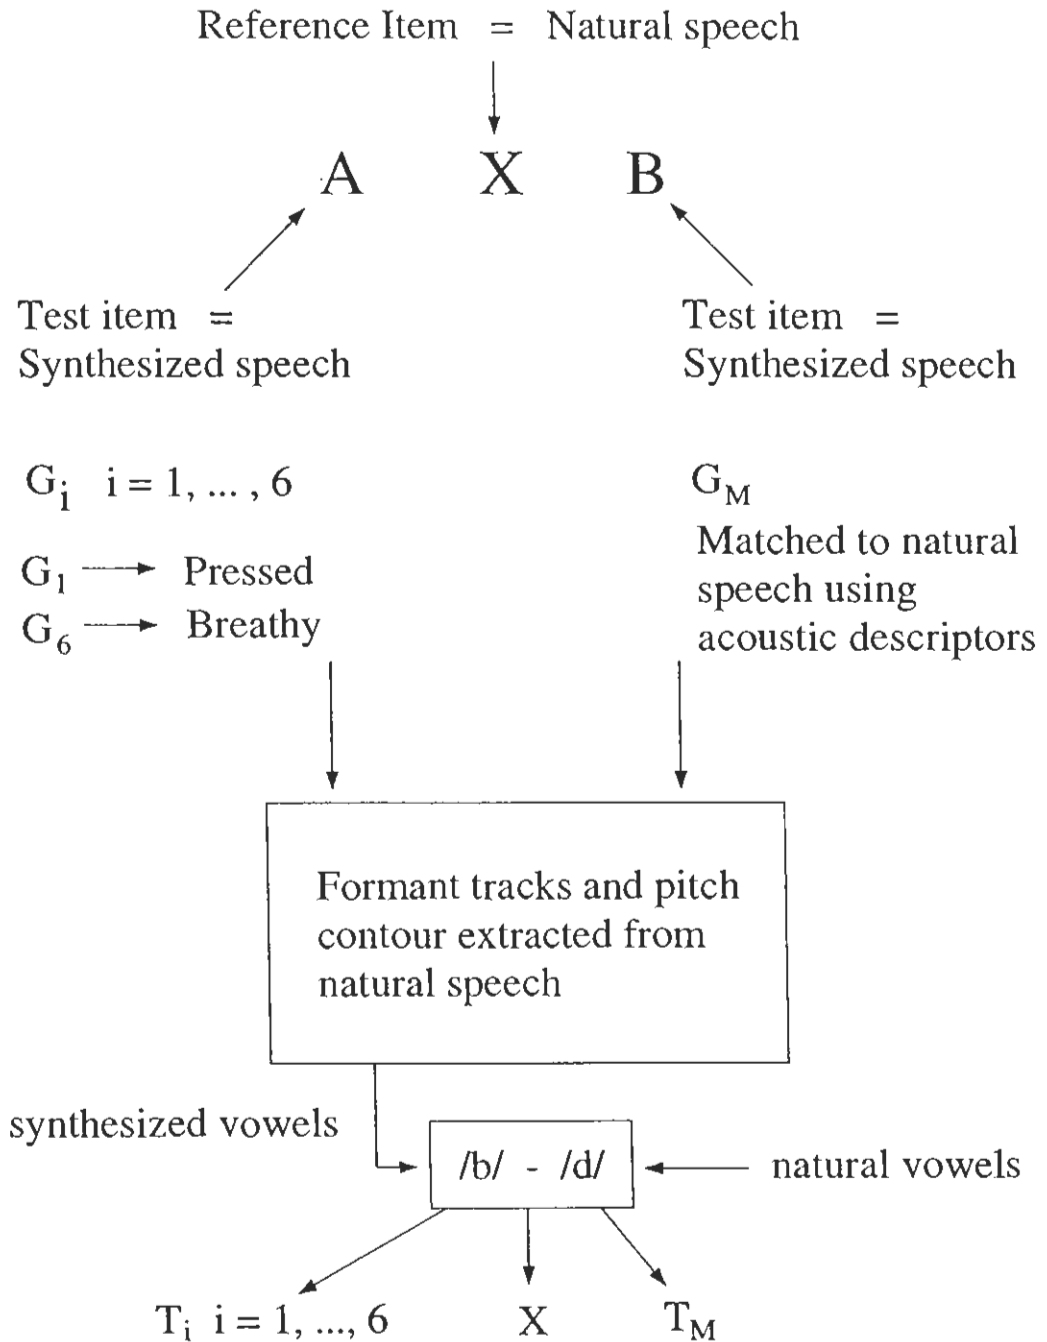 Reference Item = Natural speech
A X B
Test item =
Synthesized speech
Test item =
Synthesized speech
G_i i = 1, ... , 6
G_1 → Pressed
G_6 → Breathy
G_M
Matched to natural
speech using
acoustic descriptors
Formant tracks and pitch
contour extracted from
natural speech
synthesized vowels
/b/ - /d/
natural vowels
T_i i = 1, ..., 6
X
T_M